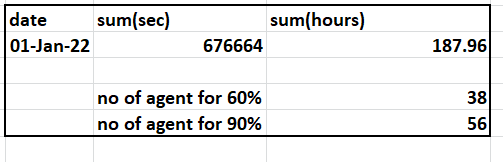 date sum(sec) sum(hours)
01-Jan-22 676664 187.96
no of agent for 60% 38
no of agent for 90% 56